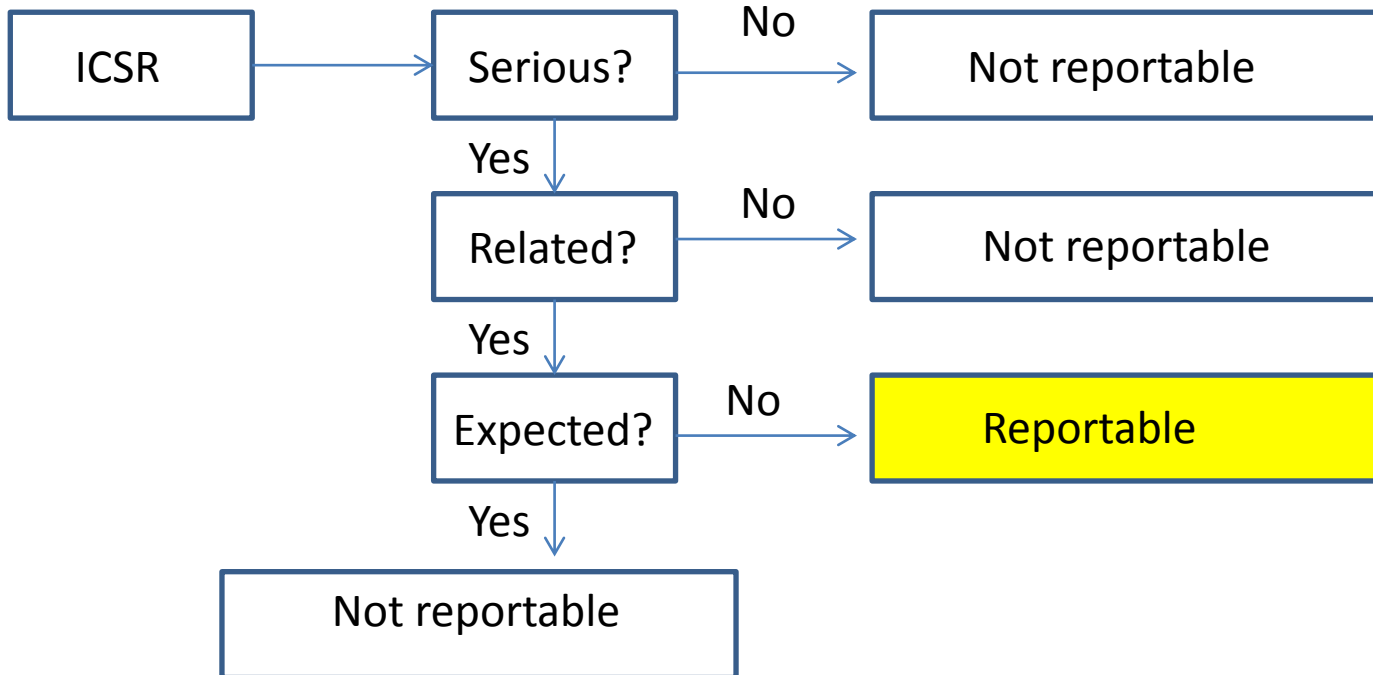 ICSR
Serious?
No
Not reportable
Yes
Related?
No
Not reportable
Yes
Expected?
No
Reportable
Yes
Not reportable